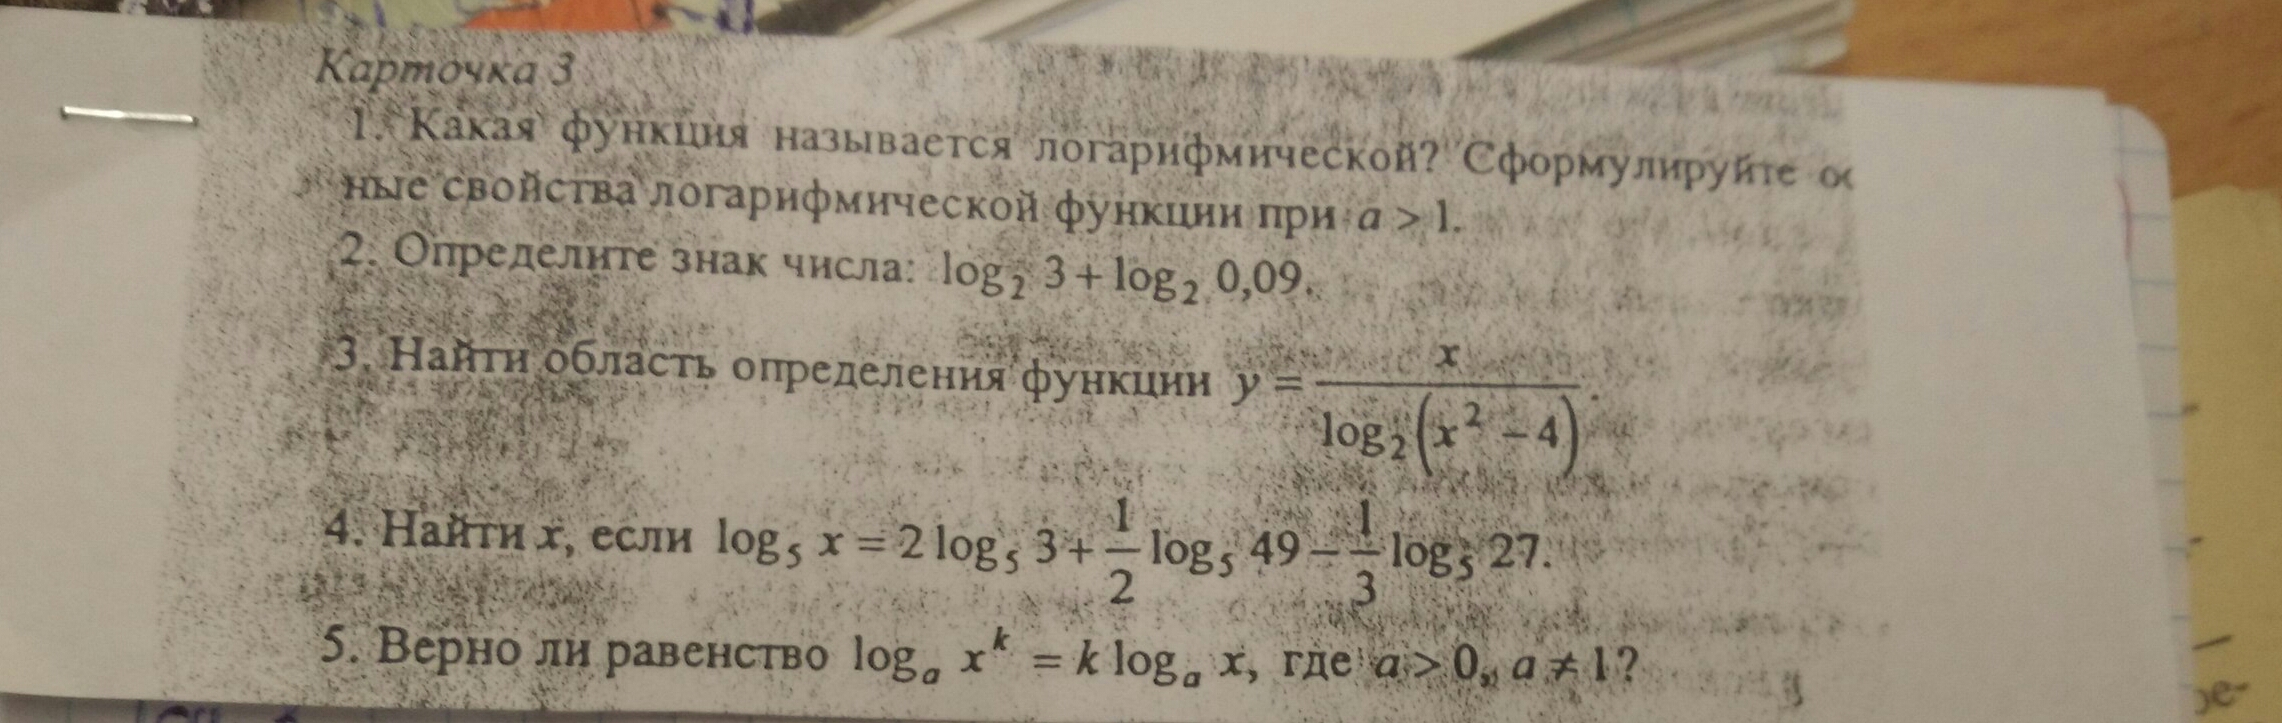 Карточка 3
1. Какая функция называется логарифмической? Сформулируйте ос
ные свойства логарифмической функции при a > 1.
2. Определите знак числа: log₂ 3 + log₂ 0,09.
3. Найти область определения функции y = x / log₂(x² − 4).
4. Найти x, если log₅ x = 2 log₅ 3 + 1/2 log₅ 49 − 1/3 log₅ 27.
5. Верно ли равенство logₐ xᵏ = k logₐ x, где a > 0, a ≠ 1?